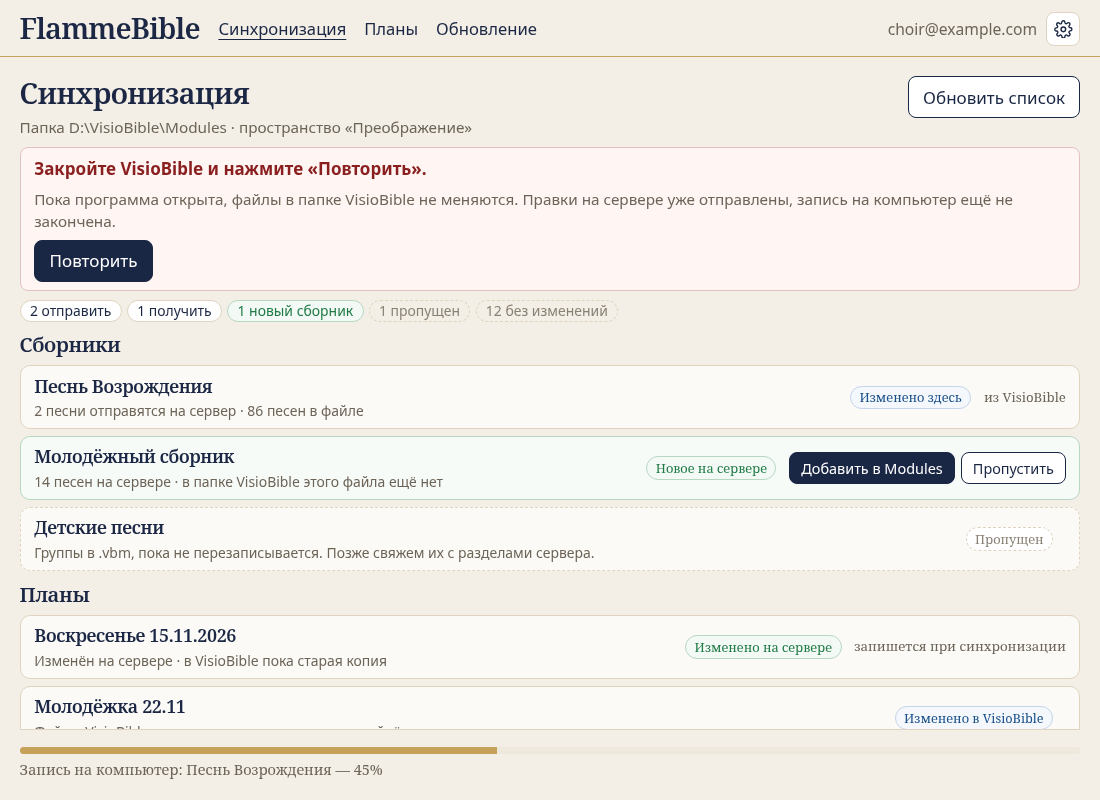 FlammeBible Синхронизация Планы Обновление choir@example.com
Синхронизация
Обновить список
Папка D:\VisioBible\Modules · пространство «Преображение»
Закройте VisioBible и нажмите «Повторить».
Пока программа открыта, файлы в папке VisioBible не меняются. Правки на сервере уже отправлены, запись на компьютер ещё не
закончена.
Повторить
2 отправить 1 получить 1 новый сборник 1 пропущен 12 без изменений
Сборники
Песнь Возрождения
2 песни отправятся на сервер · 86 песен в файле
Изменено здесь из VisioBible
Молодёжный сборник
14 песен на сервере · в папке VisioBible этого файла ещё нет
Новое на сервере Добавить в Modules Пропустить
Детские песни
Группы в .vbm, пока не перезаписывается. Позже свяжем их с разделами сервера.
Пропущен
Планы
Воскресенье 15.11.2026
Изменён на сервере · в VisioBible пока старая копия
Изменено на сервере запишется при синхронизации
Молодёжка 22.11
Изменено в VisioBible
Запись на компьютер: Песнь Возрождения — 45%